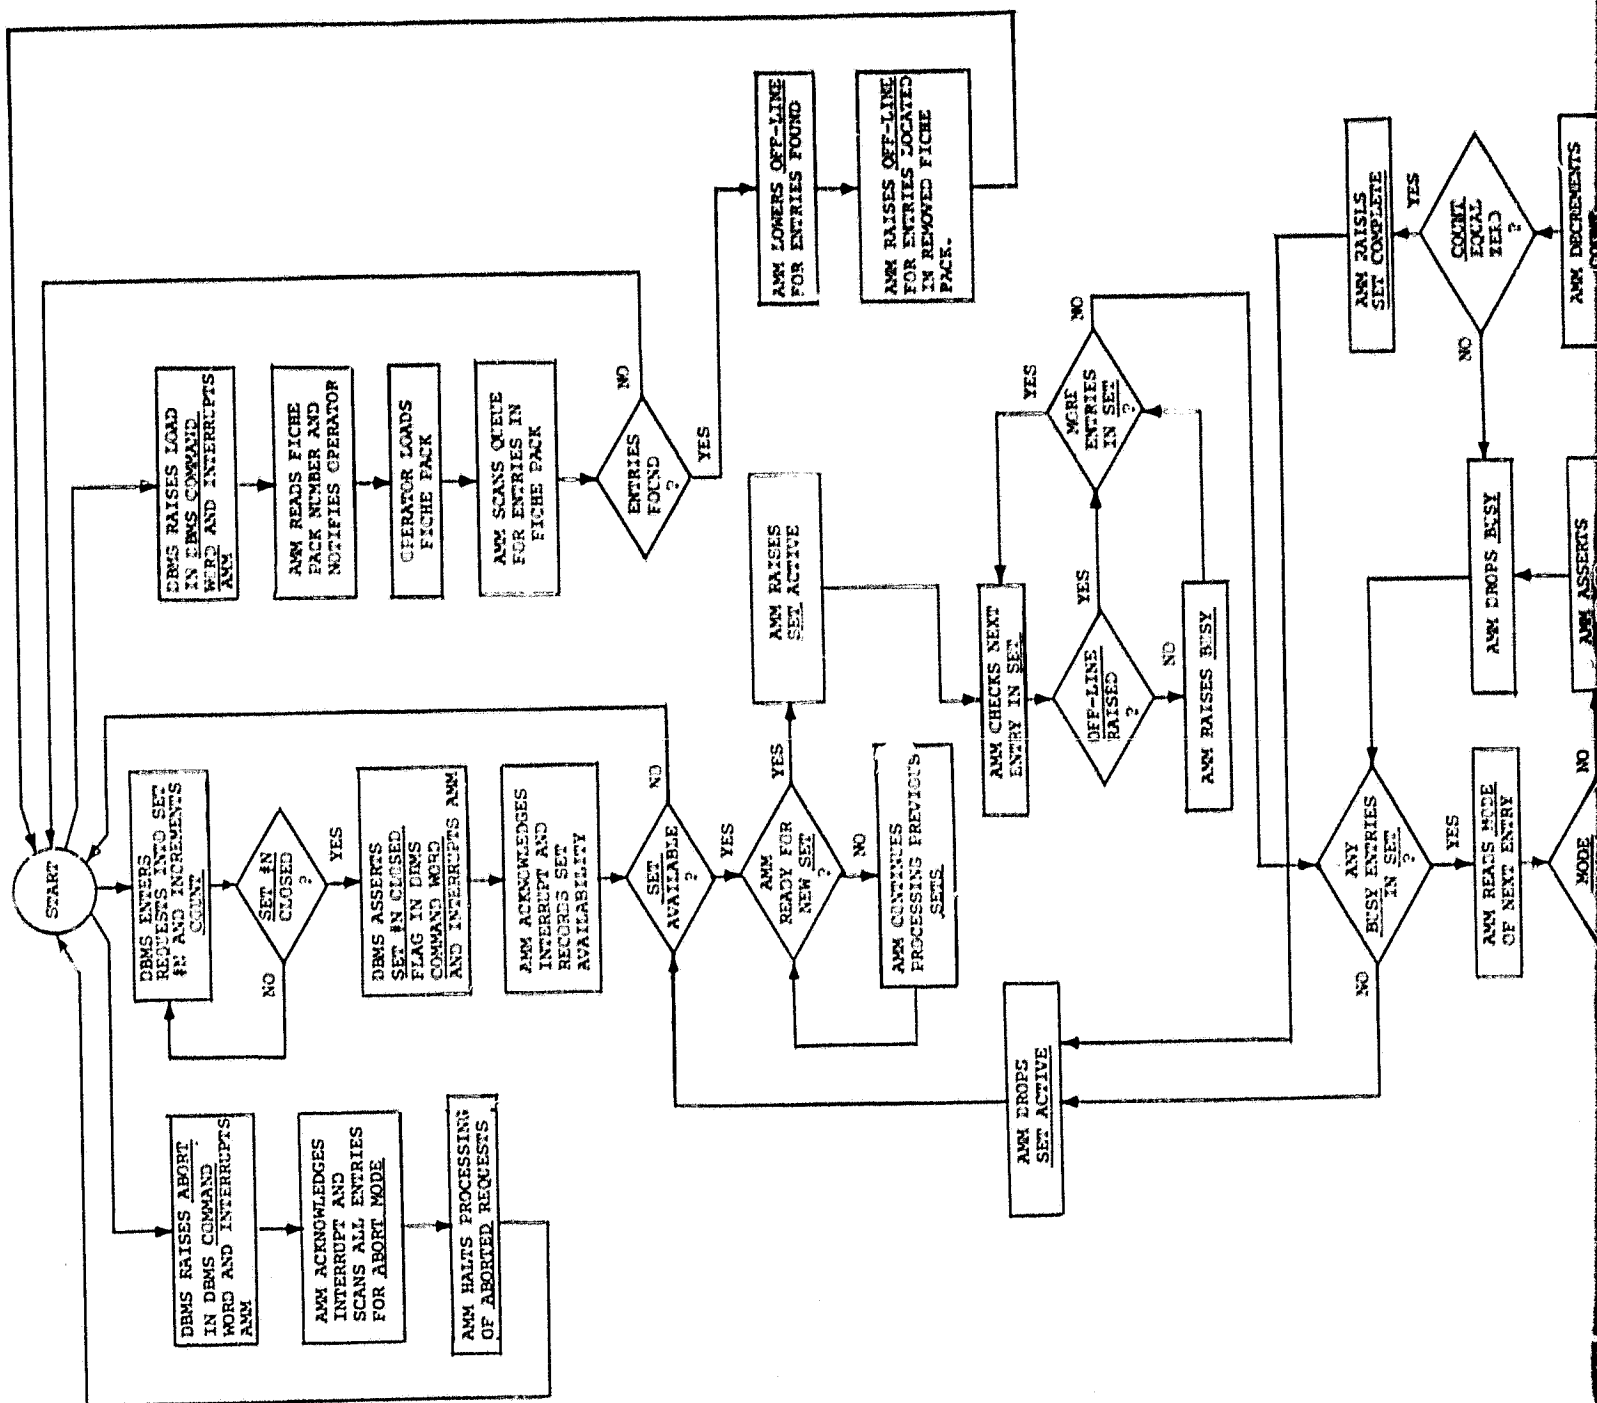 START
DBMS RAISES ABORT
IN DBMS COMMAND
WORD AND INTERRUPTS
AMM
AMM ACKNOWLEDGES
INTERRUPT AND
SCANS ALL ENTRIES
FOR ABORT MODE
AMM HALTS PROCESSING
OF ABORTED REQUESTS
DBMS ENTERS
REQUESTS INTO SET
#N AND INCREMENTS
COUNT
SET #N
CLOSED
?
NO
YES
DBMS ASSERTS
SET #N CLOSED
FLAG IN DBMS
COMMAND WORD
AND INTERRUPTS AMM
AMM ACKNOWLEDGES
INTERRUPT AND
RECORDS SET
AVAILABILITY
SET
AVAILABLE
?
NO
YES
AMM
READY FOR
NEW SET
?
YES
NO
AMM CONTINUES
PROCESSING PREVIOUS
SETS
DBMS RAISES LOAD
IN DBMS COMMAND
WORD AND INTERRUPTS
AMM
AMM READS FICHE
PACK NUMBER AND
NOTIFIES OPERATOR
OPERATOR LOADS
FICHE PACK
AMM SCANS QUEUE
FOR ENTRIES IN
FICHE PACK
ENTRIES
FOUND
?
NO
YES
AMM LOWERS OFF-LINE
FOR ENTRIES FOUND
AMM RAISES OFF-LINE
FOR ENTRIES LOCATED
IN REMOVED FICHE
PACK.
AMM RAISES
SET ACTIVE
AMM CHECKS NEXT
ENTRY IN SET
OFF-LINE
RAISED
?
YES
NO
AMM RAISES BUSY
MORE
ENTRIES
IN SET
?
YES
NO
AMM DROPS
SET ACTIVE
ANY
BUSY ENTRIES
IN SET
?
NO
YES
AMM READS MODE
OF NEXT ENTRY
MODE
NO
AMM DROPS BUSY
AMM ASSERTS
AMM RAISES
SET COMPLETE
YES
COUNT
EQUAL
ZERO
?
NO
AMM DECREMENTS